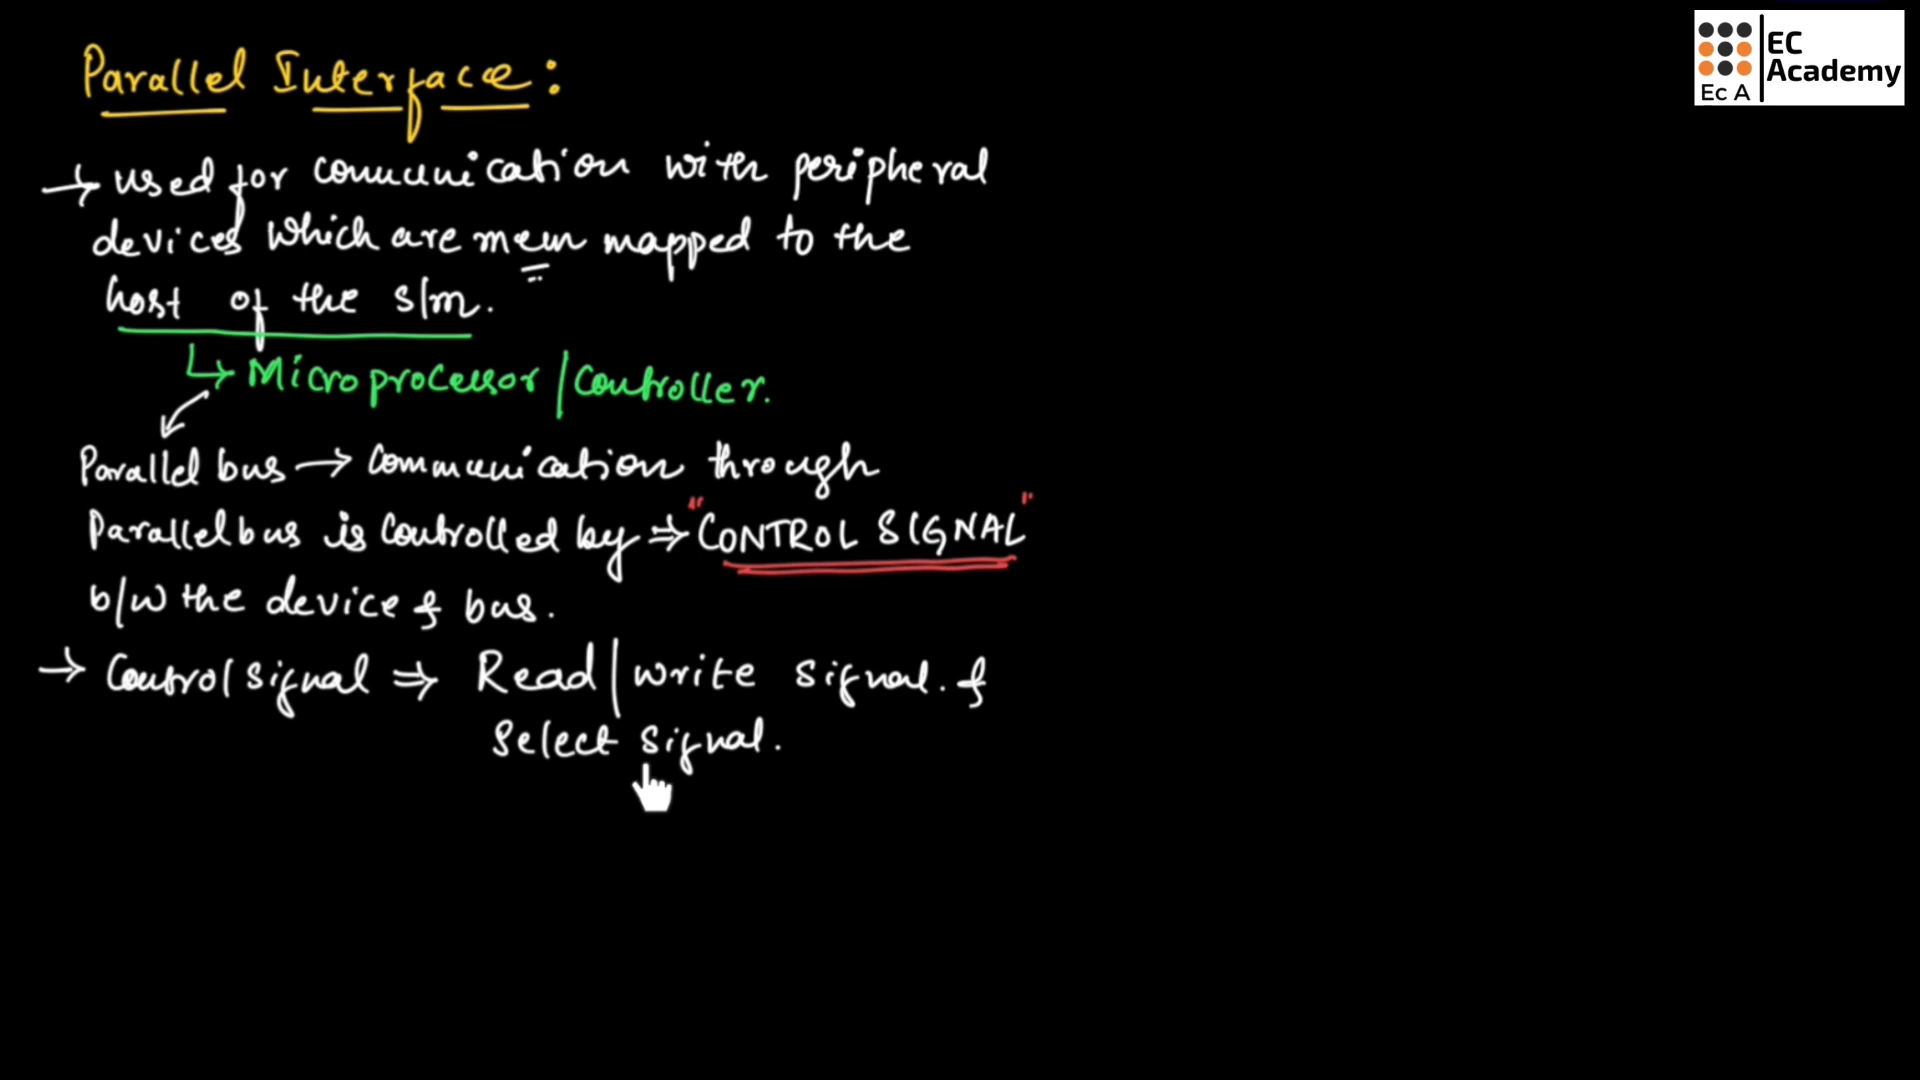 Parallel Interface:
EC
Academy
Ec A
→ used for communication with peripheral
devices which are mem mapped to the
host of the s/m.
↳ Microprocessor/Controller.
Parallel bus → Communication through
Parallel bus is Controlled by ⇒ "CONTROL SIGNAL"
b/w the device & bus.
→ Control signal ⇒ Read/write signal. &
Select signal.